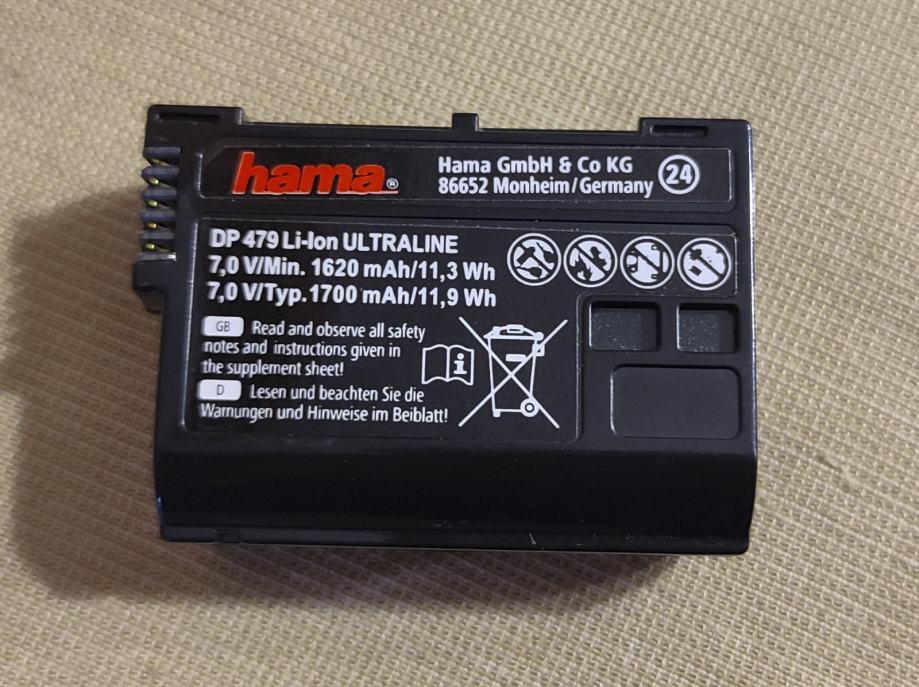 hama®
Hama GmbH & Co KG
86652 Monheim/Germany
24
DP 479 Li-Ion ULTRALINE
7,0 V/Min. 1620 mAh/11,3 Wh
7,0 V/Typ.1700 mAh/11,9 Wh
GB Read and observe all safety
notes and instructions given in
the supplement sheet!
D Lesen und beachten Sie die
Warnungen und Hinweise im Beiblatt!
i